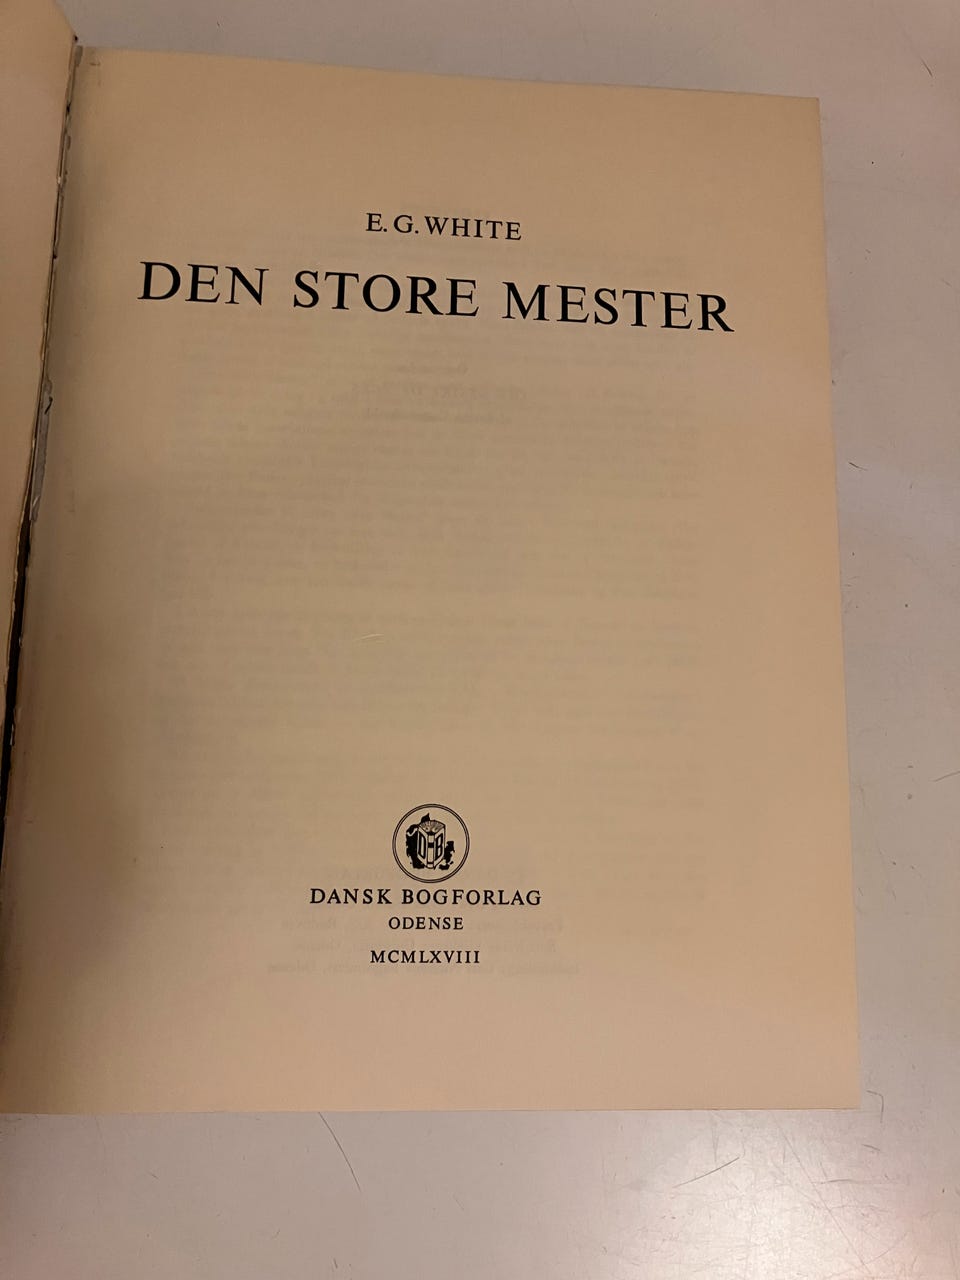 E. G. WHITE
DEN STORE MESTER
D B
DANSK BOGFORLAG
ODENSE
MCMLXVIII